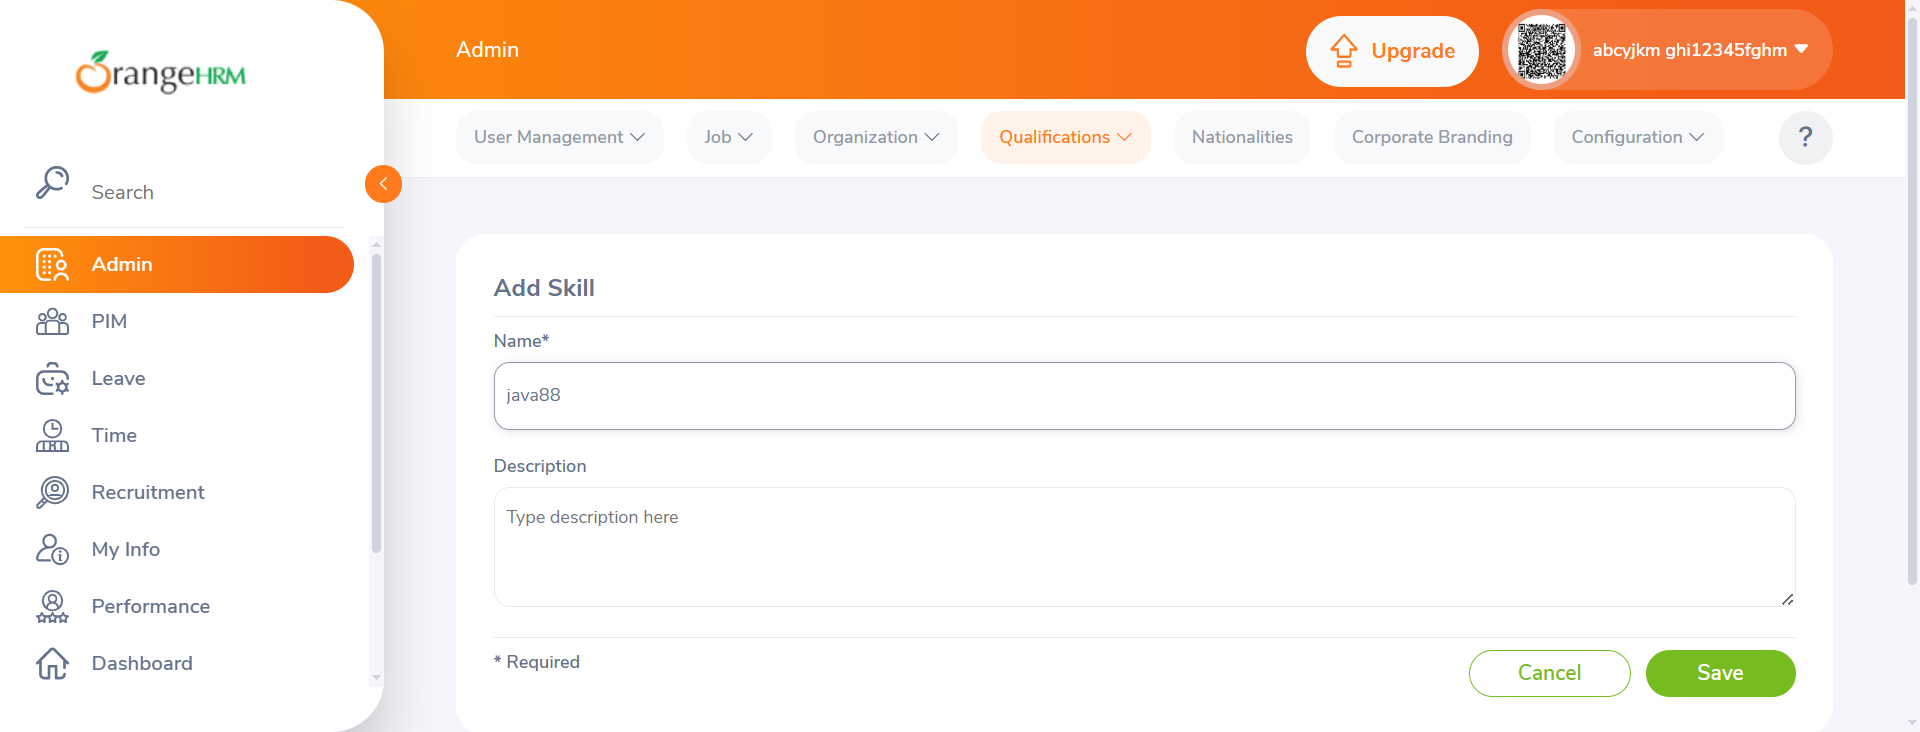 OrangeHRM
Admin
Upgrade
abcyjkm ghi12345fghm
User Management
Job
Organization
Qualifications
Nationalities
Corporate Branding
Configuration
?
Search
Admin
PIM
Leave
Time
Recruitment
My Info
Performance
Dashboard
Add Skill
Name*
java88
Description
Type description here
* Required
Cancel
Save